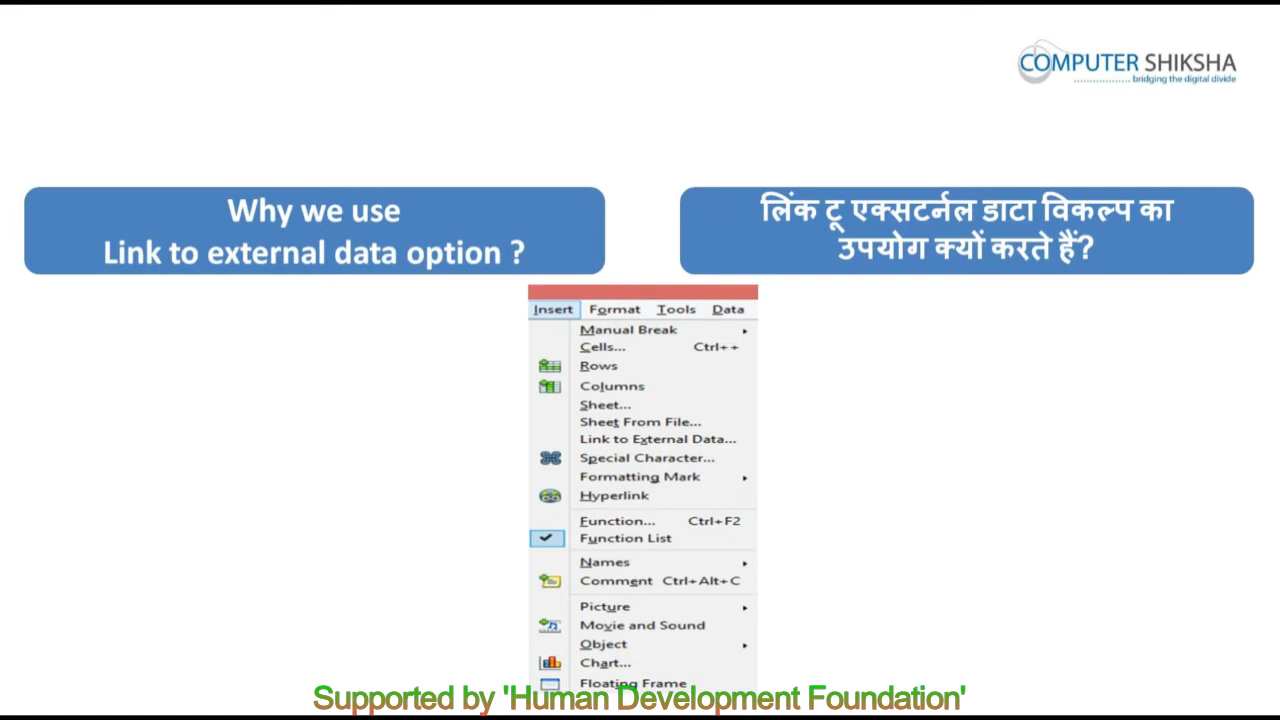 COMPUTER SHIKSHA
bridging the digital divide
Why we use
Link to external data option ?
लिंक टू एक्सटर्नल डाटा विकल्प का
उपयोग क्यों करते हैं?
Insert Format Tools Data
Manual Break
Cells... Ctrl++
Rows
Columns
Sheet...
Sheet From File...
Link to External Data...
Special Character...
Formatting Mark
Hyperlink
Function... Ctrl+F2
Function List
Names
Comment Ctrl+Alt+C
Picture
Movie and Sound
Object
Chart...
Floating Frame
Supported by 'Human Development Foundation'